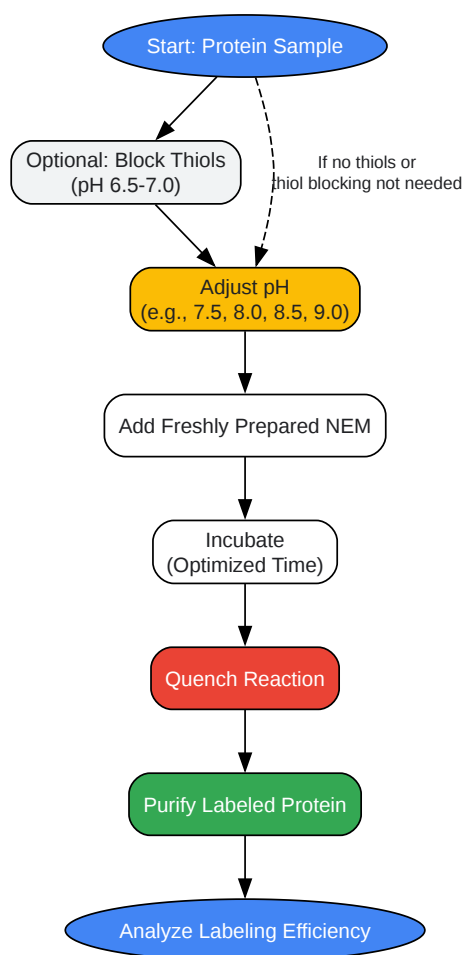 Start: Protein Sample
Optional: Block Thiols
(pH 6.5-7.0)
If no thiols or
thiol blocking not needed
Adjust pH
(e.g., 7.5, 8.0, 8.5, 9.0)
Add Freshly Prepared NEM
Incubate
(Optimized Time)
Quench Reaction
Purify Labeled Protein
Analyze Labeling Efficiency